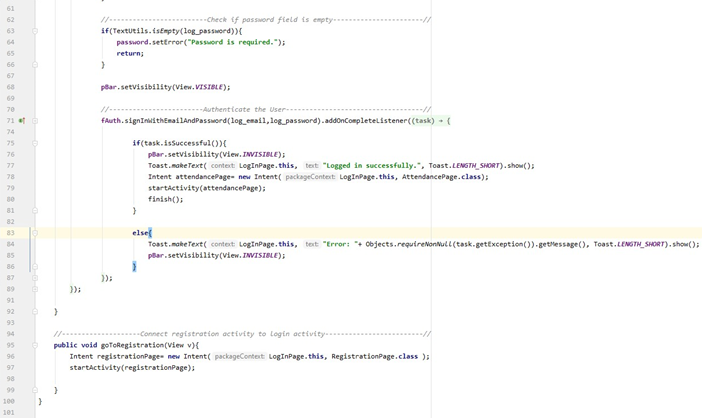 61
62 //-------------------------Check if password field is empty-----------------------//
63 if(TextUtils.isEmpty(log_password)){
64 password.setError("Password is required.");
65 return;
66 }
67
68 pBar.setVisibility(View.VISIBLE);
69
70 //------------------------Authenticate the User-----------------------------------//
71 fAuth.signInWithEmailAndPassword(log_email,log_password).addOnCompleteListener((task) → {
74
75 if(task.isSuccessful()){
76 pBar.setVisibility(View.INVISIBLE);
77 Toast.makeText( context: LogInPage.this, text: "Logged in successfully.", Toast.LENGTH_SHORT).show();
78 Intent attendancePage= new Intent( packageContext: LogInPage.this, AttendancePage.class);
79 startActivity(attendancePage);
80 finish();
81 }
82
83 else{
84 Toast.makeText( context: LogInPage.this, text: "Error: "+ Objects.requireNonNull(task.getException()).getMessage(), Toast.LENGTH_SHORT).show();
85 pBar.setVisibility(View.INVISIBLE);
86 }
87 });
89 });
91
92 }
93
94 //--------------------Connect registration activity to login activity-------------------------//
95 public void goToRegistration(View v){
96 Intent registrationPage= new Intent( packageContext: LogInPage.this, RegistrationPage.class );
97 startActivity(registrationPage);
98
99 }
100 }
101